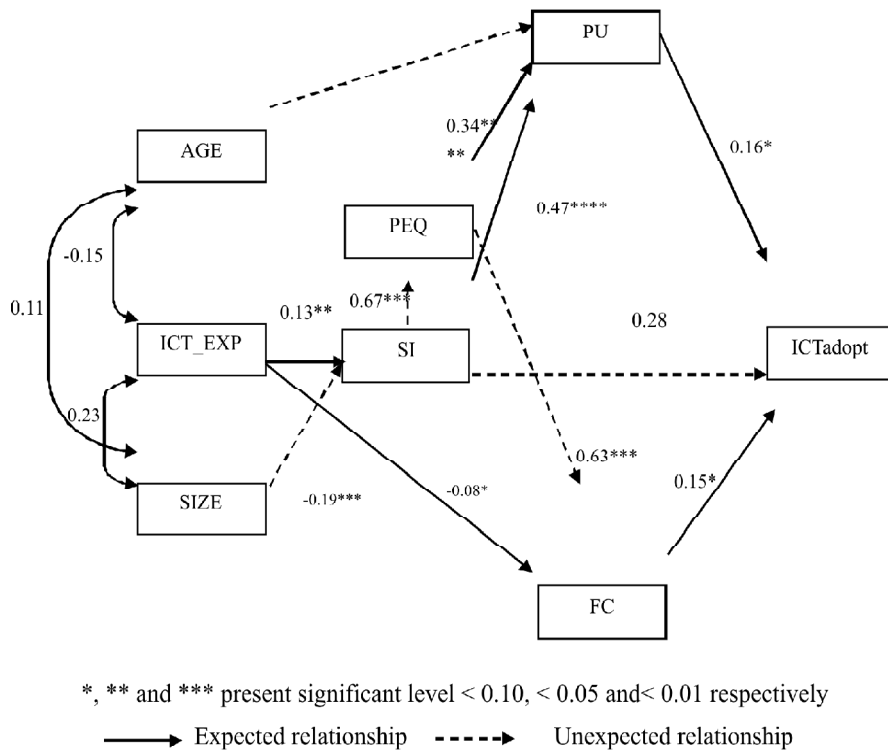 PU
0.34**
**
AGE
0.16*
0.47****
PEQ
-0.15
0.11
0.13**
0.67***
0.28
ICT_EXP
SI
ICTadopt
0.23
0.63***
-0.19***
-0.08*
0.15*
SIZE
FC
*, ** and *** present significant level < 0.10, < 0.05 and< 0.01 respectively
Expected relationship Unexpected relationship